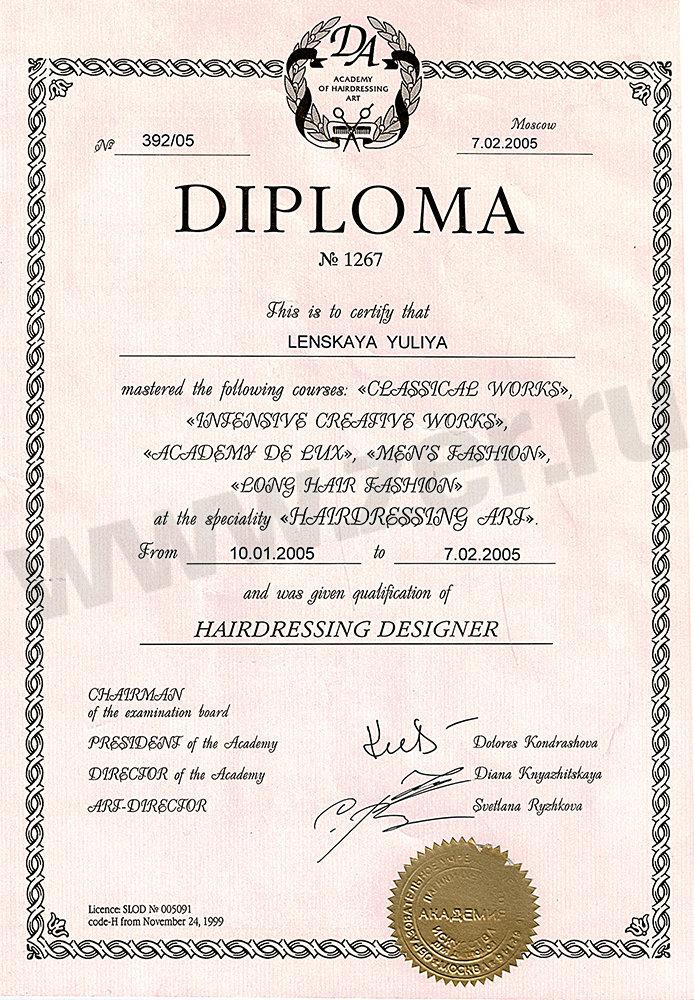 DA
ACADEMY
OF HAIRDRESSING
ART
Moscow
№ 392/05
7.02.2005
DIPLOMA
№ 1267
This is to certify that
LENSKAYA YULIYA
mastered the following courses: «CLASSICAL WORKS»,
«INTENSIVE CREATIVE WORKS»,
«ACADEMY DE LUX», «MEN'S FASHION»,
«LONG HAIR FASHION»
at the speciality «HAIRDRESSING ART».
From 10.01.2005 to 7.02.2005
and was given qualification of
HAIRDRESSING DESIGNER
CHAIRMAN
of the examination board
PRESIDENT of the Academy Dolores Kondrashova
DIRECTOR of the Academy Diana Knyazhitskaya
ART-DIRECTOR Svetlana Ryzhkova
Licence: SLOD № 005091
code-H from November 24, 1999
АКАДЕМИЯ
МОСКВА
www.zer.ru